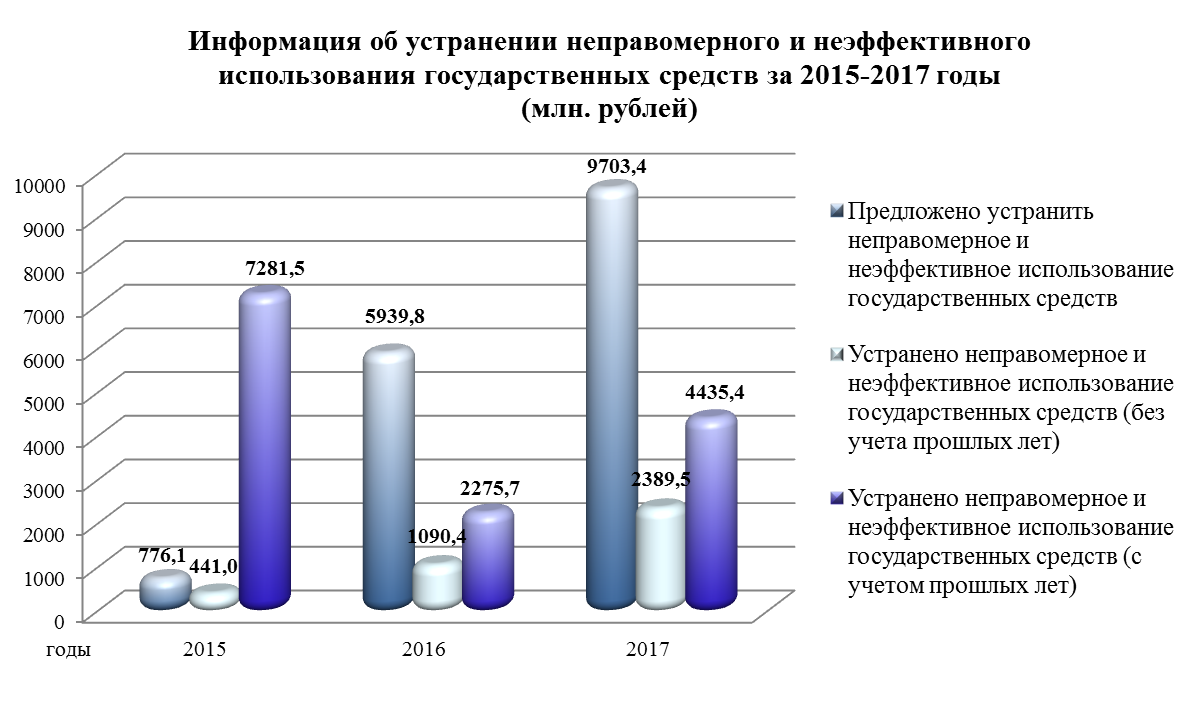 Информация об устранении неправомерного и неэффективного
использования государственных средств за 2015-2017 годы
(млн. рублей)
10000
9000
8000
7000
6000
5000
4000
3000
2000
1000
0
776,1
441,0
7281,5
5939,8
1090,4
2275,7
9703,4
2389,5
4435,4
годы
2015
2016
2017
Предложено устранить
неправомерное и
неэффективное использование
государственных средств
Устранено неправомерное и
неэффективное использование
государственных средств (без
учета прошлых лет)
Устранено неправомерное и
неэффективное использование
государственных средств (с
учетом прошлых лет)